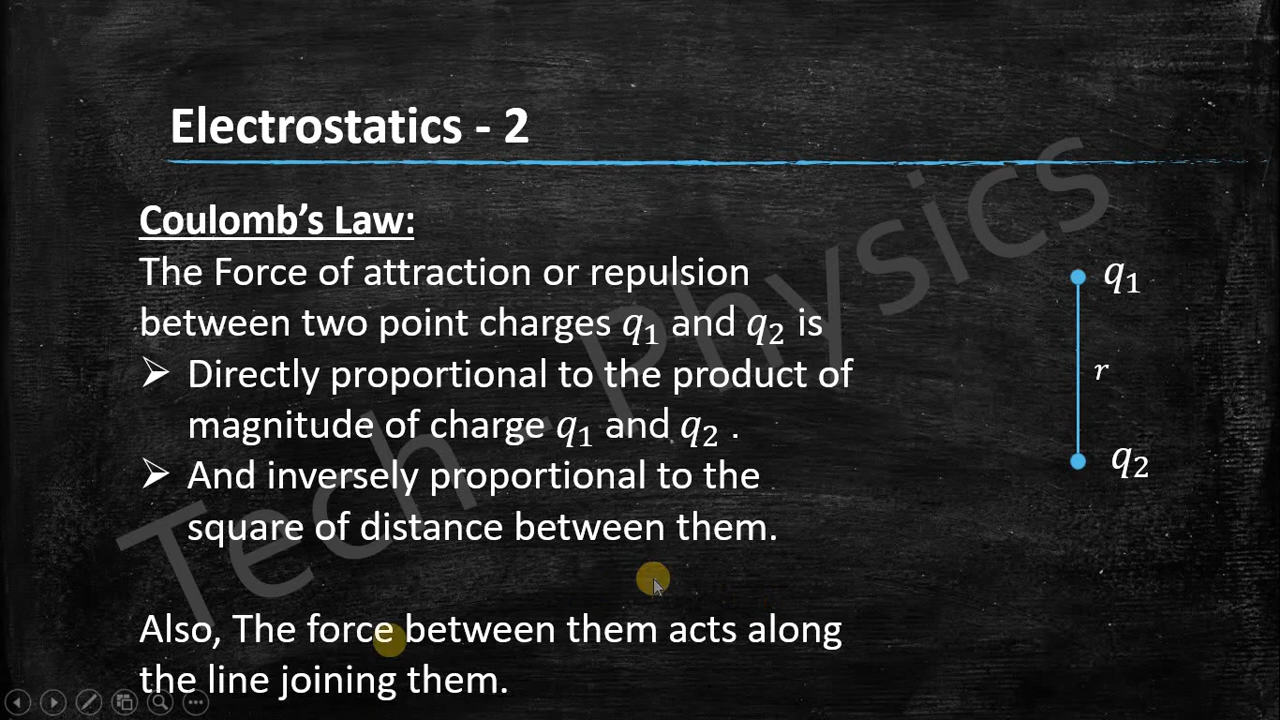 Electrostatics - 2
Coulomb’s Law:
The Force of attraction or repulsion
between two point charges q₁ and q₂ is
➢ Directly proportional to the product of
magnitude of charge q₁ and q₂ .
➢ And inversely proportional to the
square of distance between them.
Also, The force between them acts along
the line joining them.
q₁
r
q₂
Tech - Physics